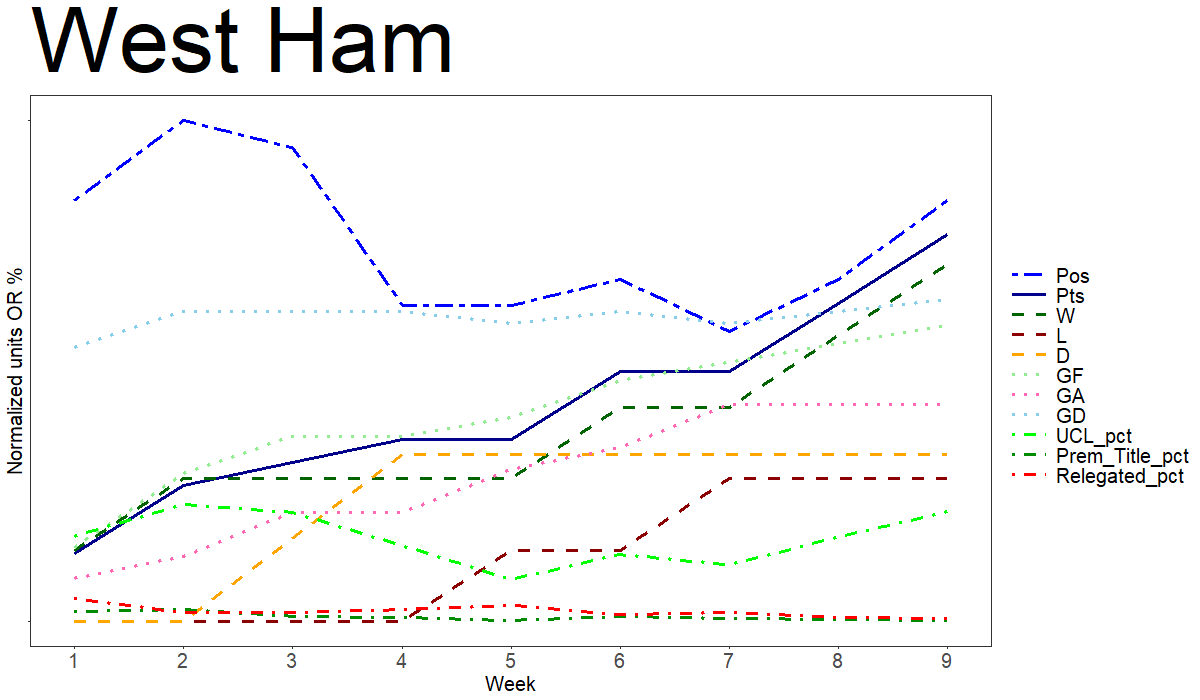 West Ham
Normalized units OR %
Pos
Pts
W
L
D
GF
GA
GD
UCL_pct
Prem_Title_pct
Relegated_pct
1 2 3 4 5 6 7 8 9
Week